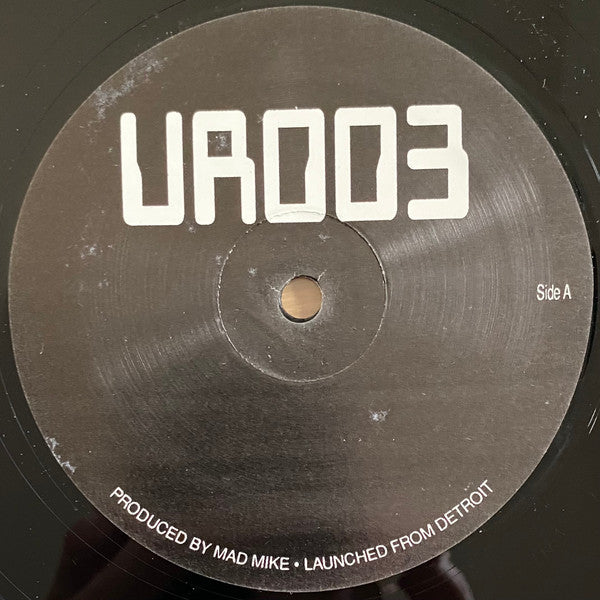 UR003
Side A
PRODUCED BY MAD MIKE • LAUNCHED FROM DETROIT